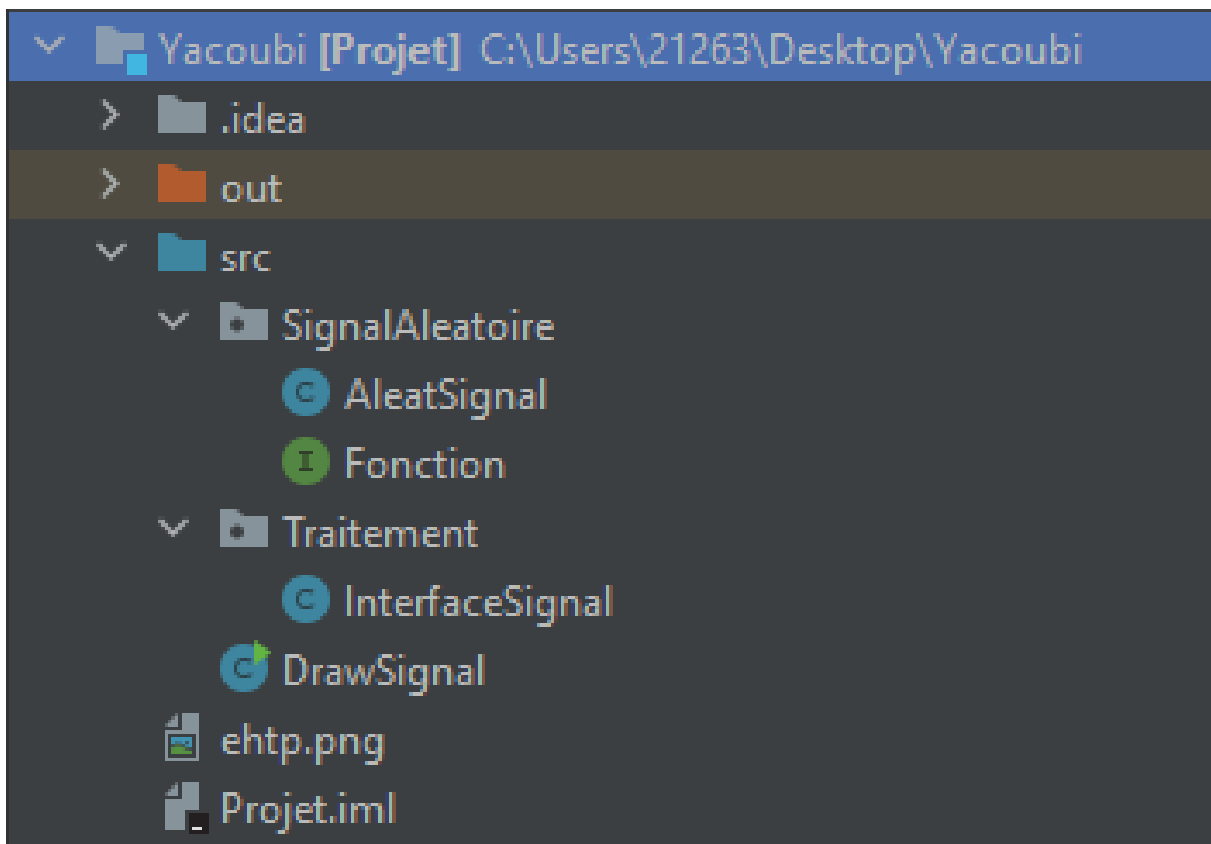 Yacoubi [Projet] C:\Users\21263\Desktop\Yacoubi
.idea
out
src
SignalAleatoire
C AleatSignal
I Fonction
Traitement
C InterfaceSignal
C DrawSignal
ehtp.png
Projet.iml